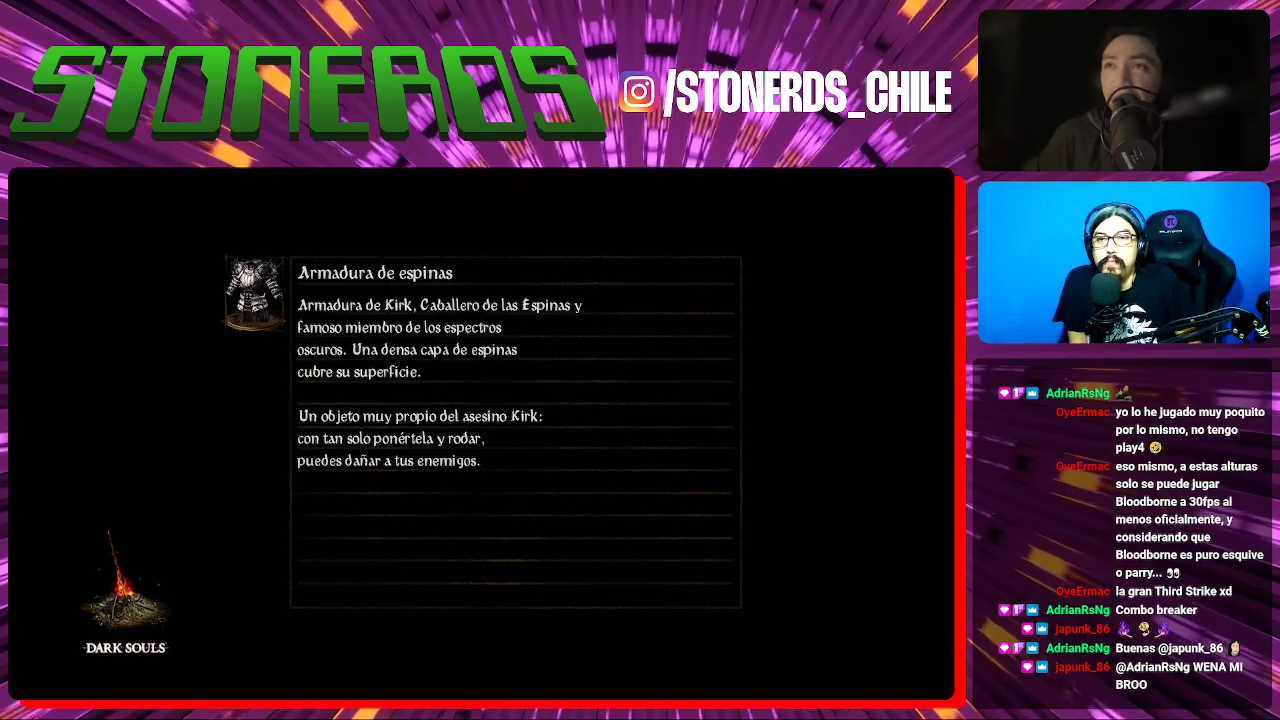 STONERDS
/STONERDS_CHILE
Armadura de espinas
Armadura de Kirk, Caballero de las Espinas y
famoso miembro de los espectros
oscuros. Una densa capa de espinas
cubre su superficie.
Un objeto muy propio del asesino Kirk:
con tan solo ponértela y rodar,
puedes dañar a tus enemigos.
DARK SOULS
AdrianRsNg
OyeErmac yo lo he jugado muy poquito
por lo mismo, no tengo
play4 🤣
OyeErmac eso mismo, a estas alturas
solo se puede jugar
Bloodborne a 30fps al
menos oficialmente, y
considerando que
Bloodborne es puro esquive
o parry... 👀
OyeErmac la gran Third Strike xd
AdrianRsNg Combo breaker
japunk_86
AdrianRsNg Buenas @japunk_86
japunk_86 @AdrianRsNg WENA MI
BROO